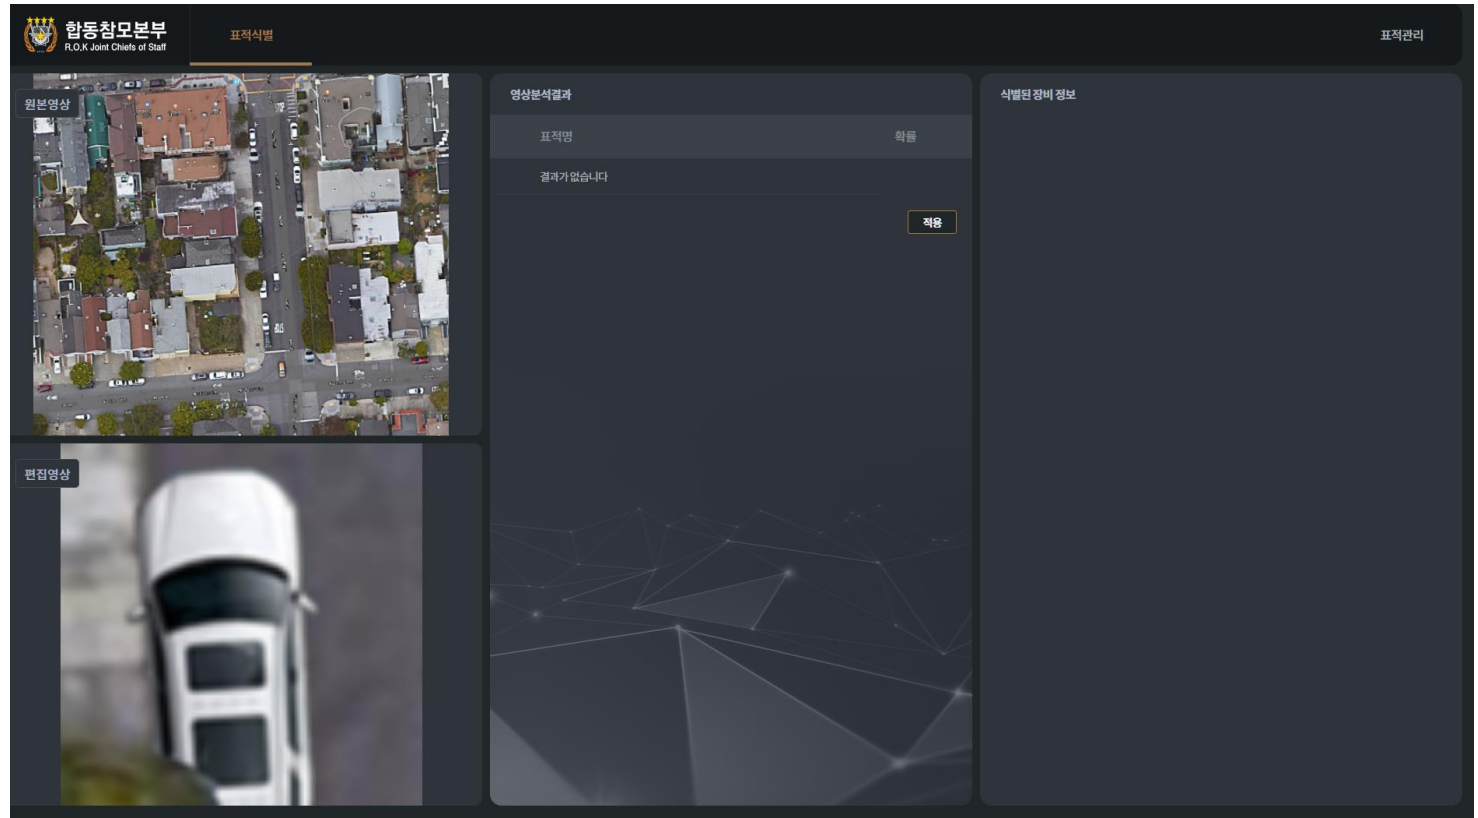 합동참모본부
R.O.K Joint Chiefs of Staff
표적식별
표적관리
원본영상
영상분석결과
표적명
확률
결과가 없습니다
적용
식별된 장비 정보
편집영상